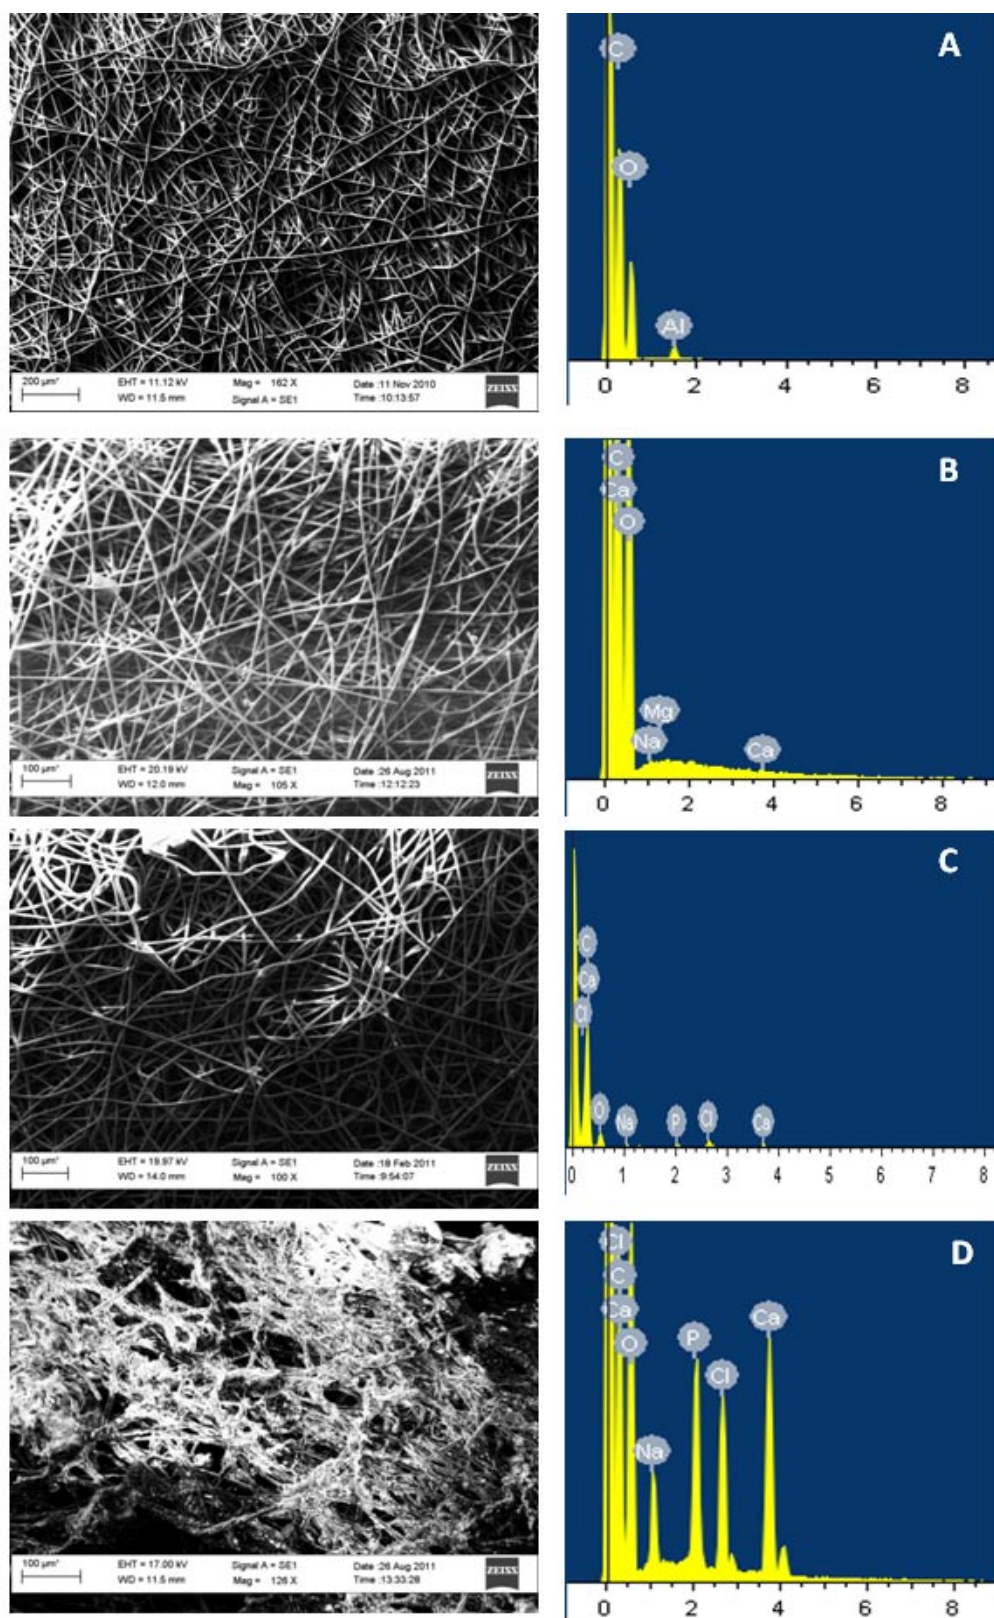 A
C
O
Al
0 2 4 6 8
200 µm*
EHT = 11.12 kV Mag = 162 X Date :11 Nov 2010
WD = 11.5 mm Signal A = SE1 Time :10:13:57
ZEISS
B
C
Ca
O
Mg
Na Ca
0 2 4 6 8
100 µm*
EHT = 20.19 kV Signal A = SE1 Date :26 Aug 2011
WD = 12.0 mm Mag = 105 X Time :12:12:23
ZEISS
C
C
Ca
Cl
O Na P Cl Ca
0 1 2 3 4 5 6 7 8
100 µm*
EHT = 19.97 kV Signal A = SE1 Date :18 Feb 2011
WD = 14.0 mm Mag = 100 X Time :9:54:07
ZEISS
D
Cl
C
Ca
O
Na P Cl Ca
0 2 4 6 8
100 µm*
EHT = 17.00 kV Signal A = SE1 Date :26 Aug 2011
WD = 11.5 mm Mag = 126 X Time :13:33:28
ZEISS